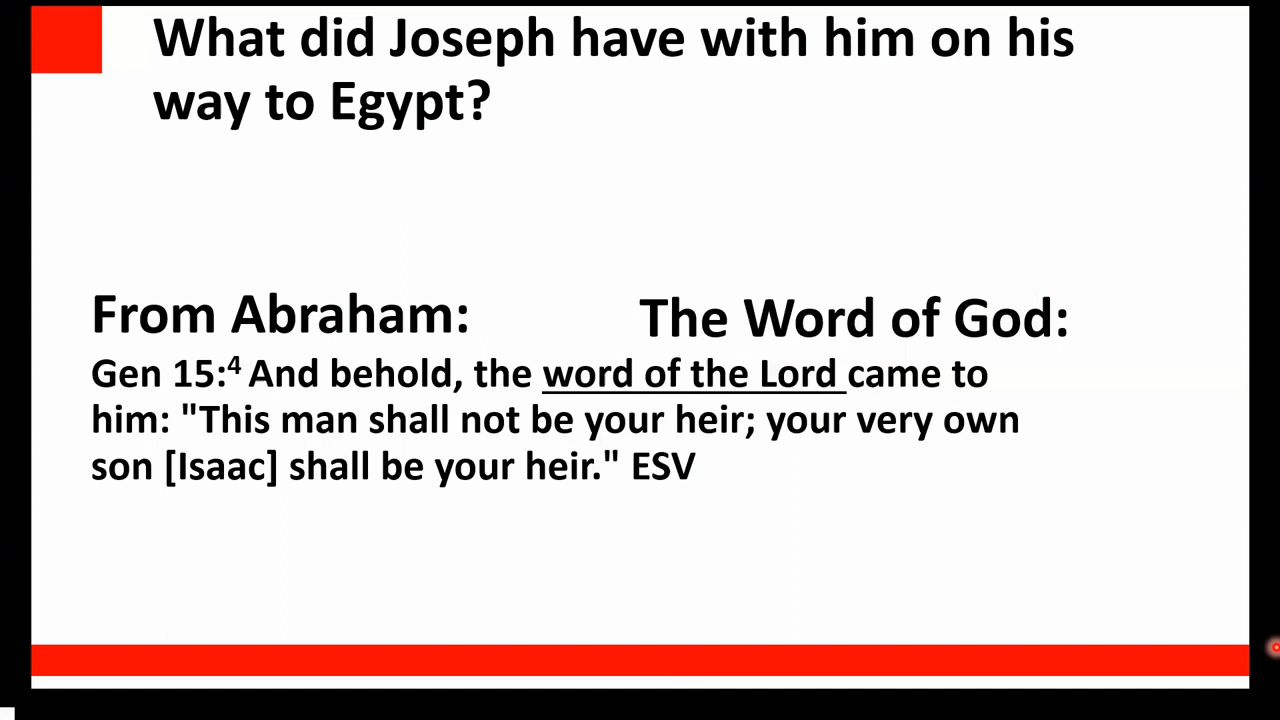 What did Joseph have with him on his
way to Egypt?
From Abraham: The Word of God:
Gen 15:⁴ And behold, the word of the Lord came to
him: "This man shall not be your heir; your very own
son [Isaac] shall be your heir." ESV